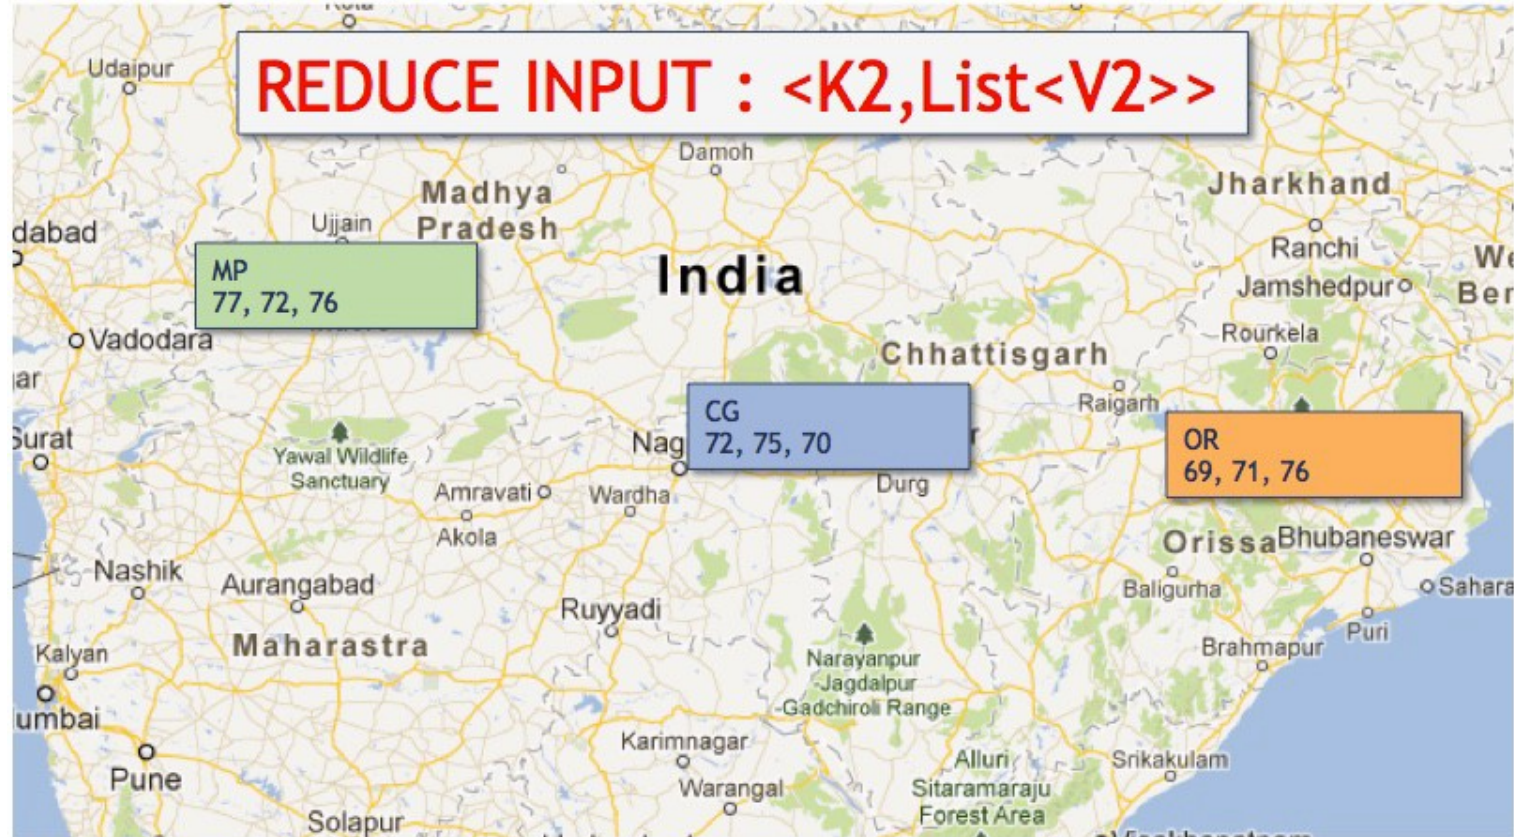 Kota
Udaipur
REDUCE INPUT : <K2,List<V2>>
Damoh
Madhya
Pradesh
Jharkhand
Ujjain
dabad
Ranchi
India
We
MP
77, 72, 76
Jamshedpur
Ber
Vadodara
Rourkela
Chhattisgarh
ar
Raigarh
CG
72, 75, 70
Nag
r
OR
69, 71, 76
Surat
Yawal Wildlife
Sanctuary
Amravati
Wardha
Durg
Akola
Orissa
Bhubaneswar
Nashik
Aurangabad
Baligurha
Sahara
Ruyyadi
Maharastra
Puri
Kalyan
Brahmapur
Narayanpur
-Jagdalpur
-Gadchiroli Range
umbai
Karimnagar
Pune
Alluri
Sitaramaraju
Forest Area
Srikakulam
Warangal
Solapur